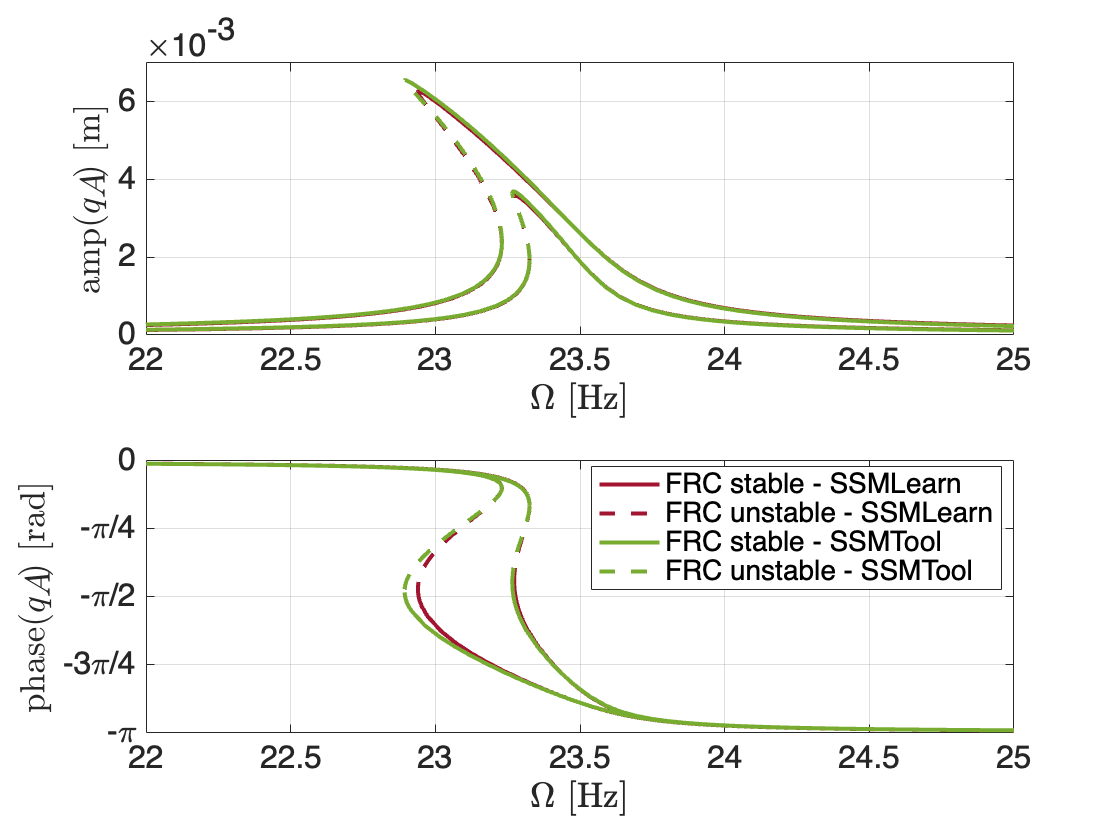 ×10⁻³
6
4
2
0
amp(qA) [m]
22 22.5 23 23.5 24 24.5 25
Ω [Hz]
0
-π/4
-π/2
-3π/4
-π
phase(qA) [rad]
FRC stable - SSMLearn
FRC unstable - SSMLearn
FRC stable - SSMTool
FRC unstable - SSMTool
22 22.5 23 23.5 24 24.5 25
Ω [Hz]